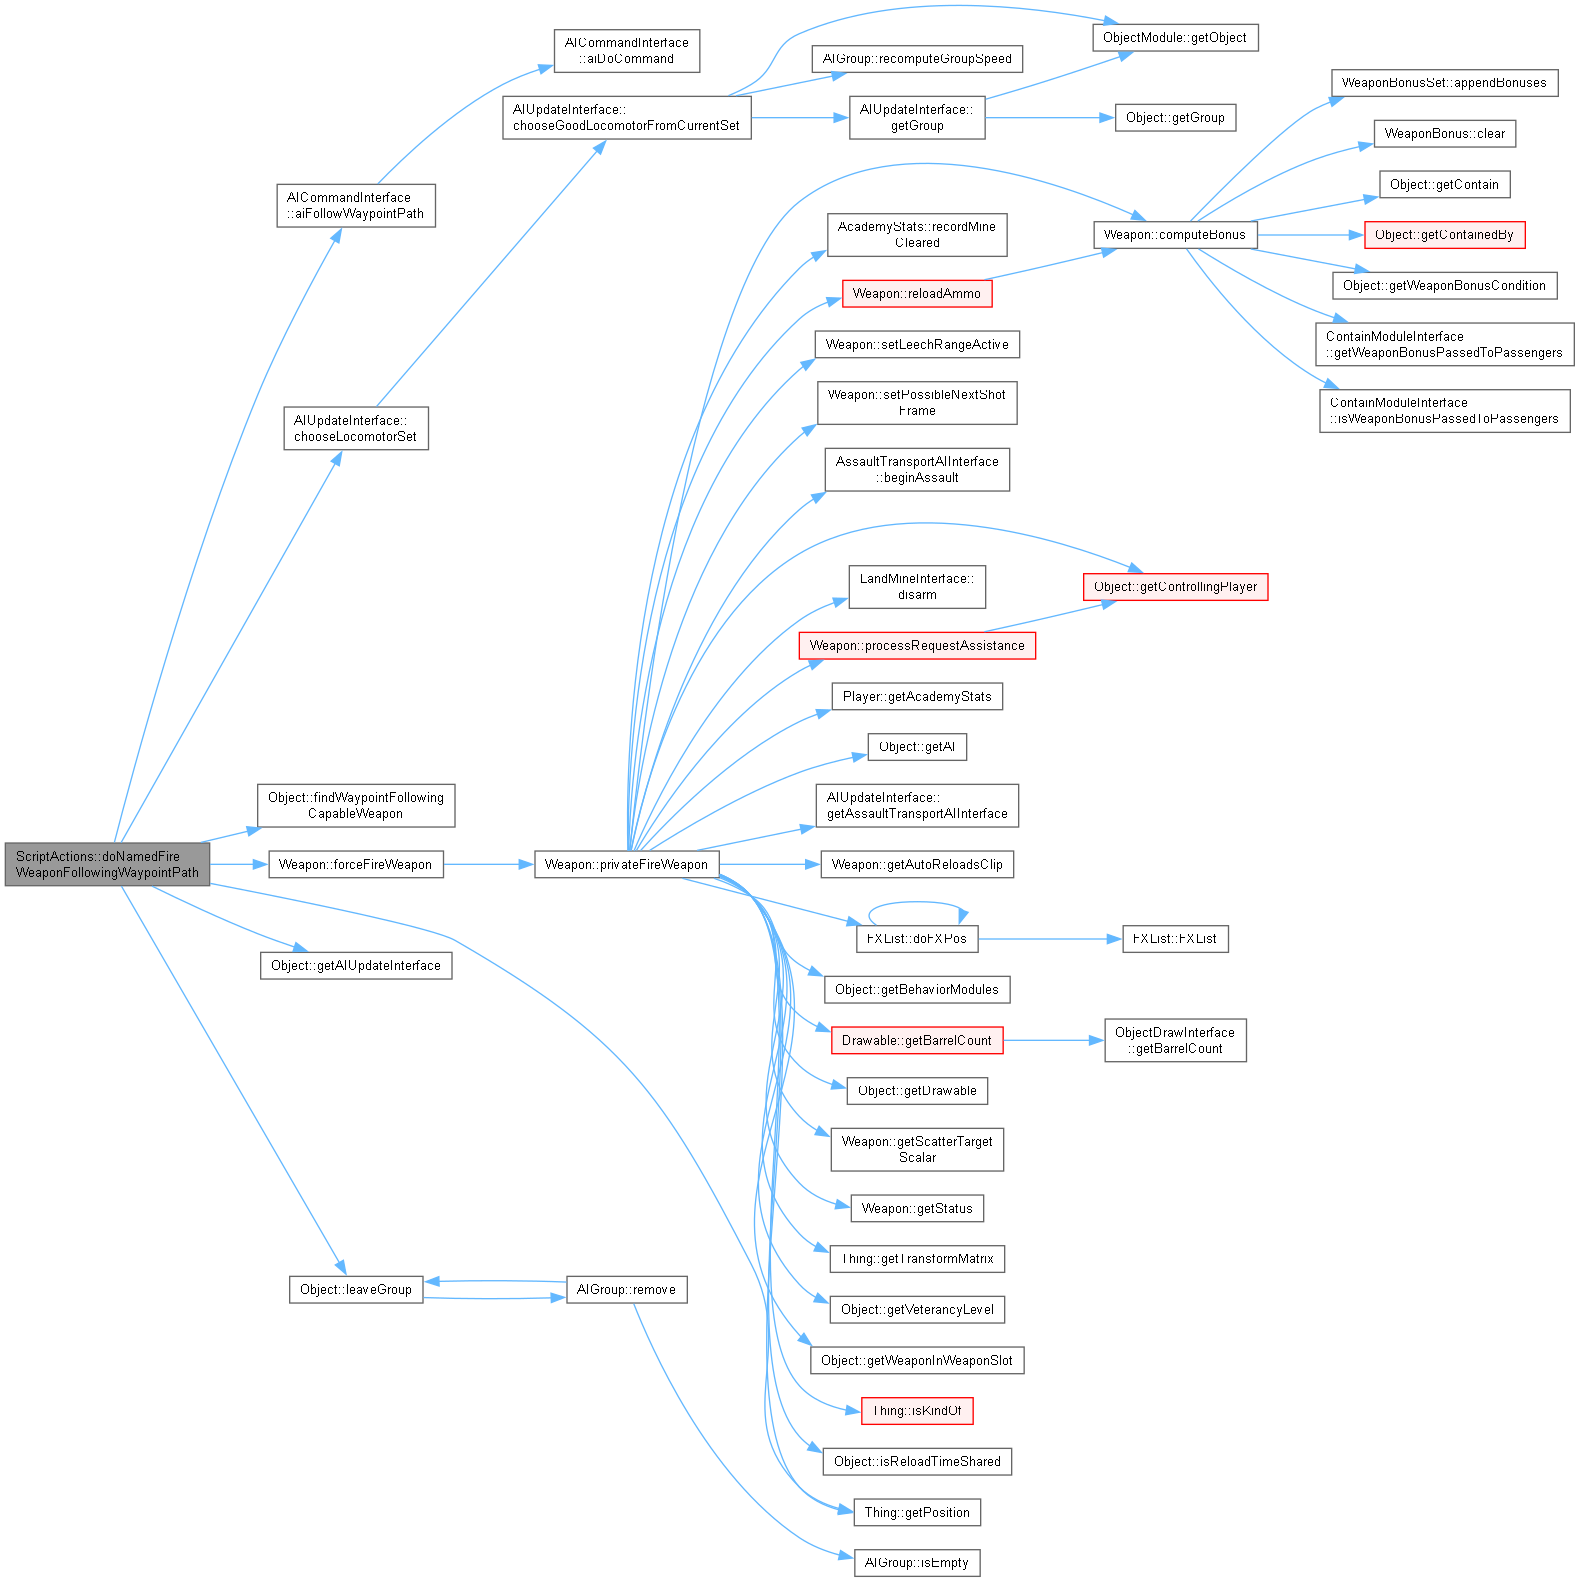 AICommandInterface
::aiDoCommand
ObjectModule::getObject
AIGroup::recomputeGroupSpeed
AIUpdateInterface::
chooseGoodLocomotorFromCurrentSet
AIUpdateInterface::
getGroup
Object::getGroup
WeaponBonusSet::appendBonuses
WeaponBonus::clear
Object::getContain
AICommandInterface
::aiFollowWaypointPath
AcademyStats::recordMine
Cleared
Weapon::computeBonus
Object::getContainedBy
Weapon::reloadAmmo
Object::getWeaponBonusCondition
Weapon::setLeechRangeActive
ContainModuleInterface
::getWeaponBonusPassedToPassengers
Weapon::setPossibleNextShot
Frame
ContainModuleInterface
::isWeaponBonusPassedToPassengers
AIUpdateInterface::
chooseLocomotorSet
AssaultTransportAIInterface
::beginAssault
LandMineInterface::
disarm
Object::getControllingPlayer
Weapon::processRequestAssistance
Player::getAcademyStats
Object::getAI
Object::findWaypointFollowing
CapableWeapon
AIUpdateInterface::
getAssaultTransportAIInterface
ScriptActions::doNamedFire
WeaponFollowingWaypointPath
Weapon::forceFireWeapon
Weapon::privateFireWeapon
Weapon::getAutoReloadsClip
FXList::doFXPos
FXList::FXList
Object::getAIUpdateInterface
Object::getBehaviorModules
Drawable::getBarrelCount
ObjectDrawInterface
::getBarrelCount
Object::getDrawable
Weapon::getScatterTarget
Scalar
Weapon::getStatus
Thing::getTransformMatrix
Object::leaveGroup
AIGroup::remove
Object::getVeterancyLevel
Object::getWeaponInWeaponSlot
Thing::isKindOf
Object::isReloadTimeShared
Thing::getPosition
AIGroup::isEmpty